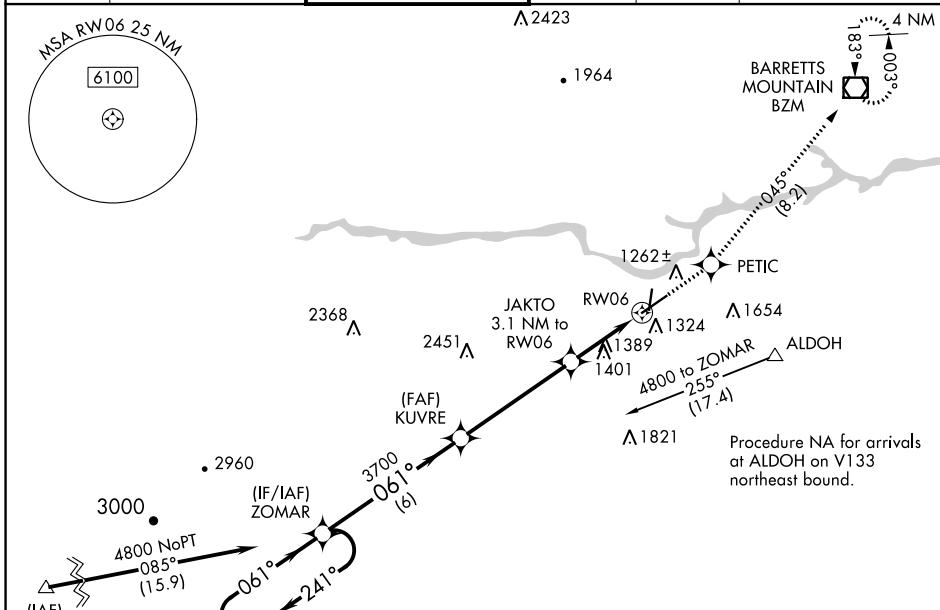 2423
4 NM
183°
003°
MSA RW06 25 NM
6100
1964
BARRETTS
MOUNTAIN
BZM
045°
(8.2)
1262±
PETIC
RW06
JAKTO
3.1 NM to
RW06
2368
2451
1324
1654
1389
1401
ALDOH
4800 to ZOMAR
255°
(17.4)
1821
(FAF)
KUVRE
Procedure NA for arrivals
at ALDOH on V133
northeast bound.
3700
061°
(6)
2960
3000
(IF/IAF)
ZOMAR
4800 NoPT
085°
(15.9)
061°
241°
(IAF)